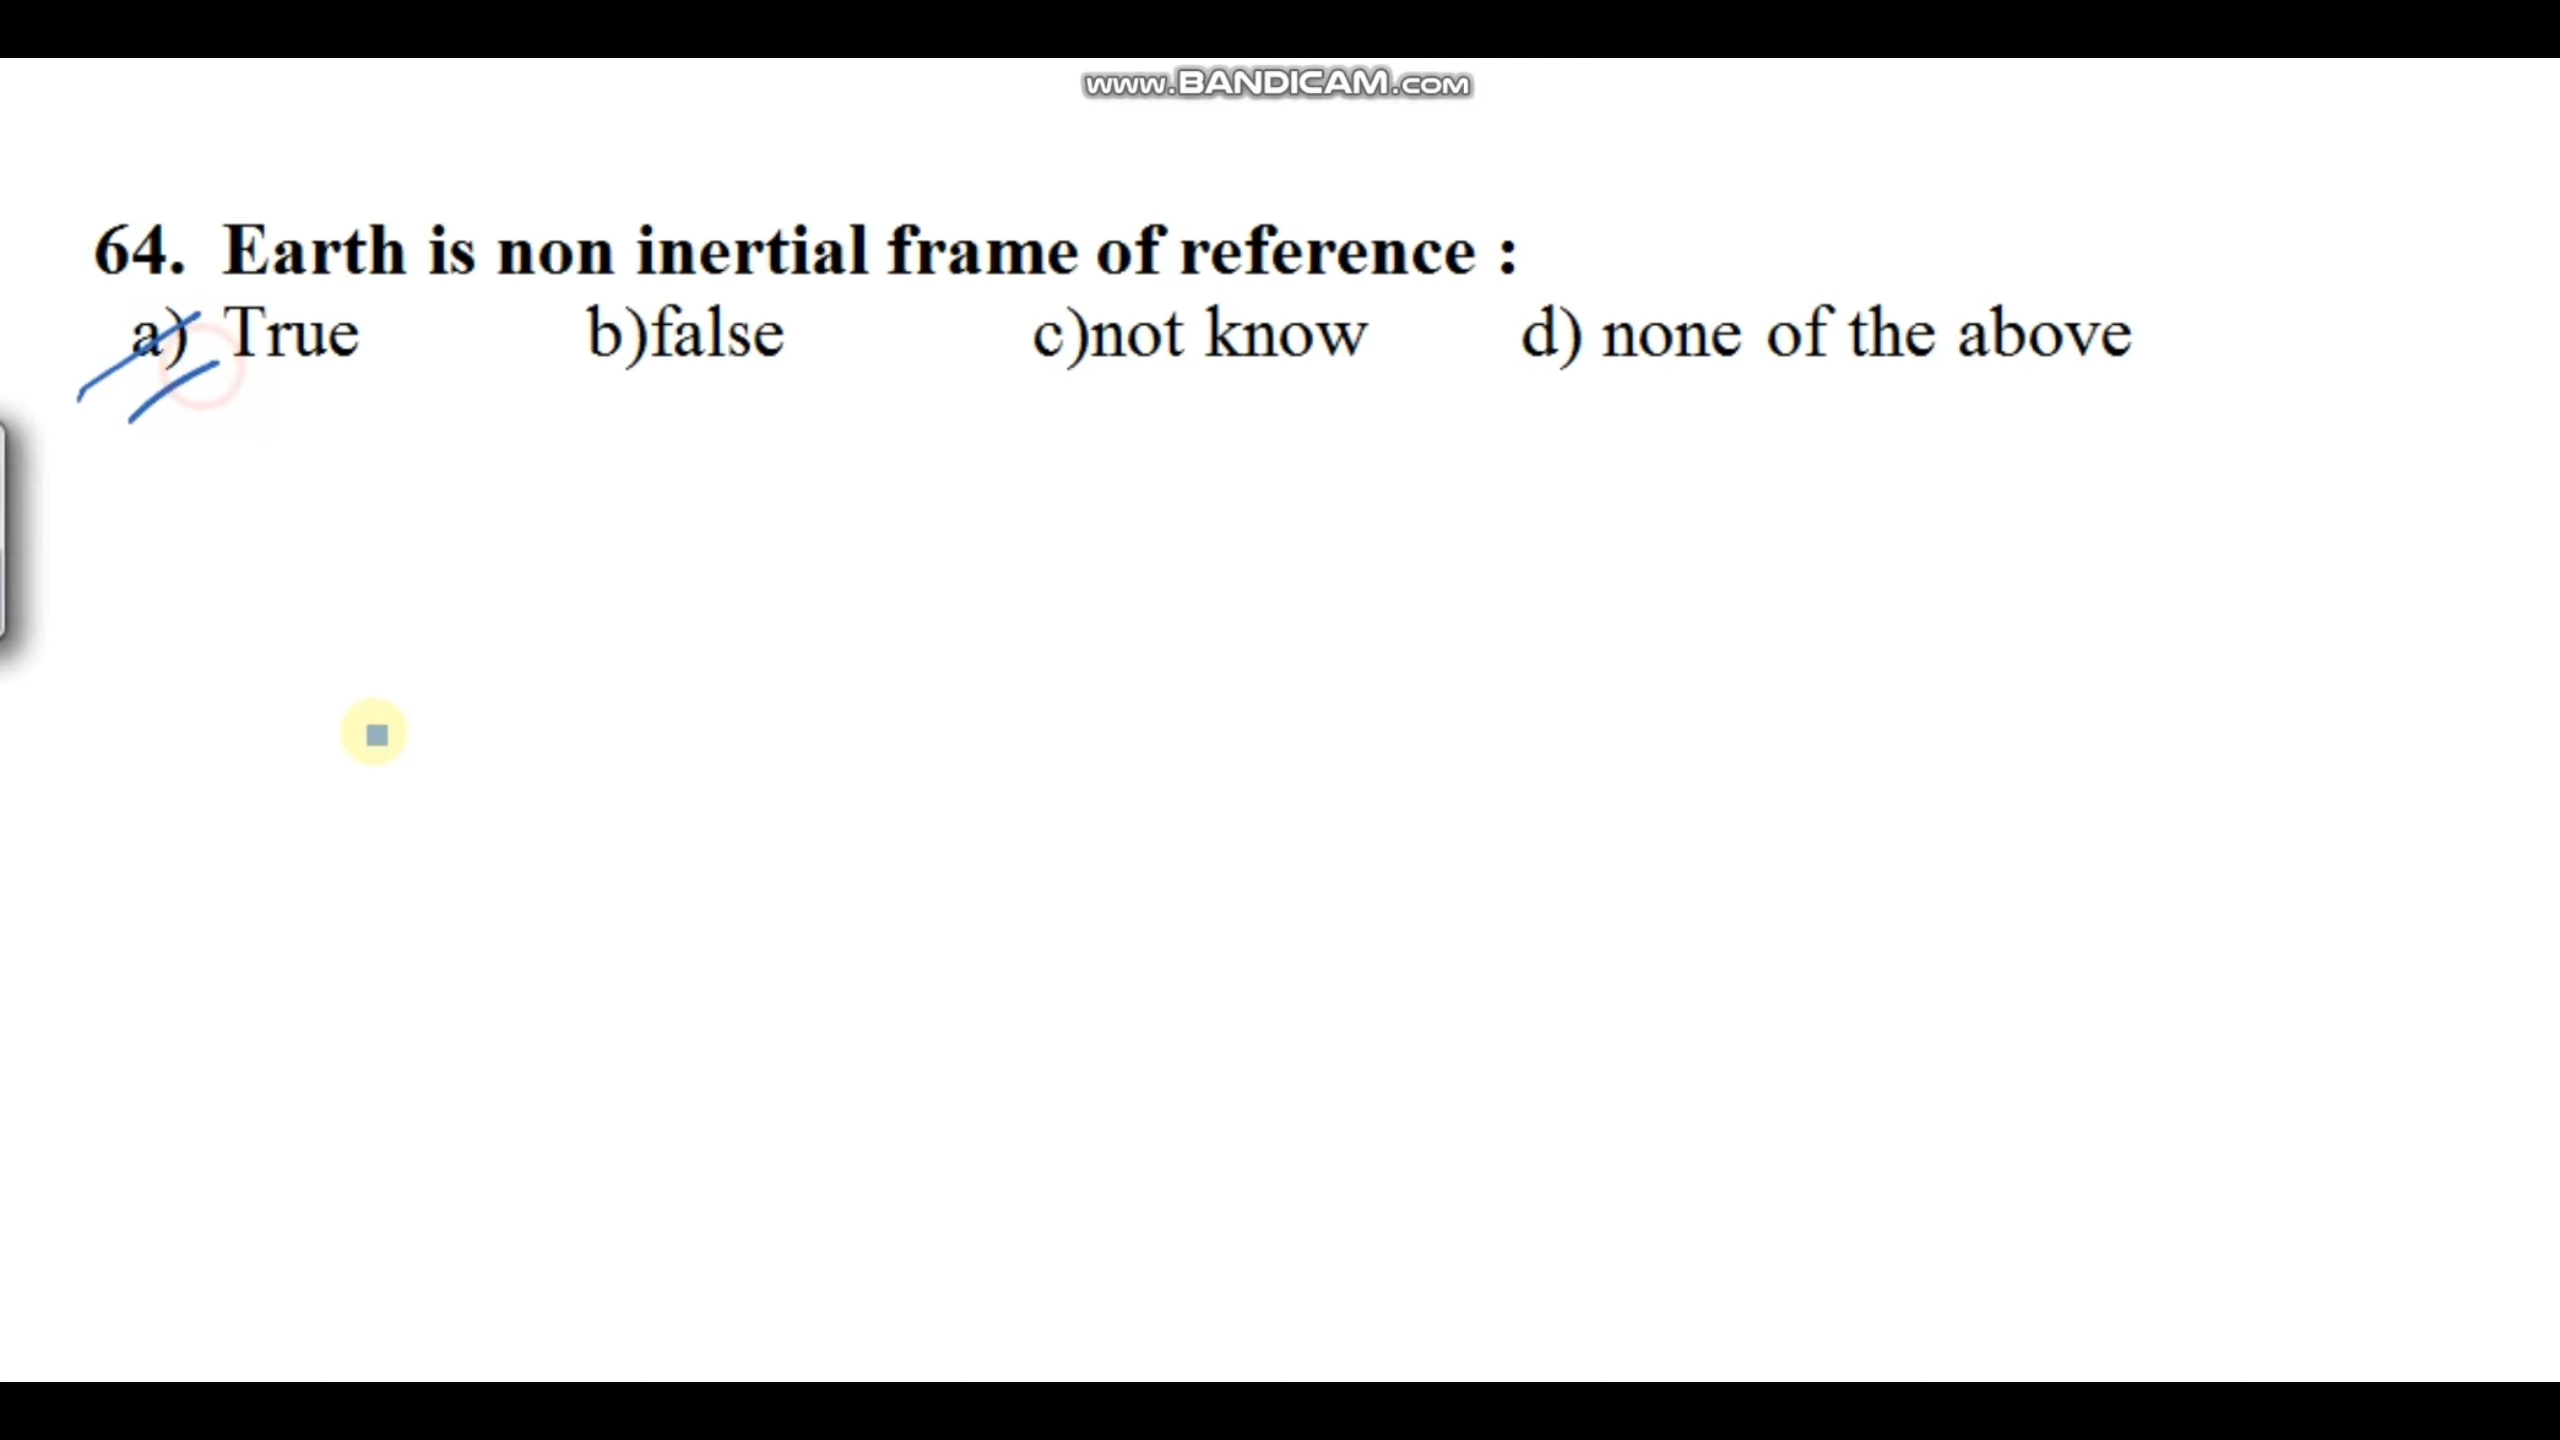 www.BANDICAM.COM
64. Earth is non inertial frame of reference :
a) True b)false c)not know d) none of the above